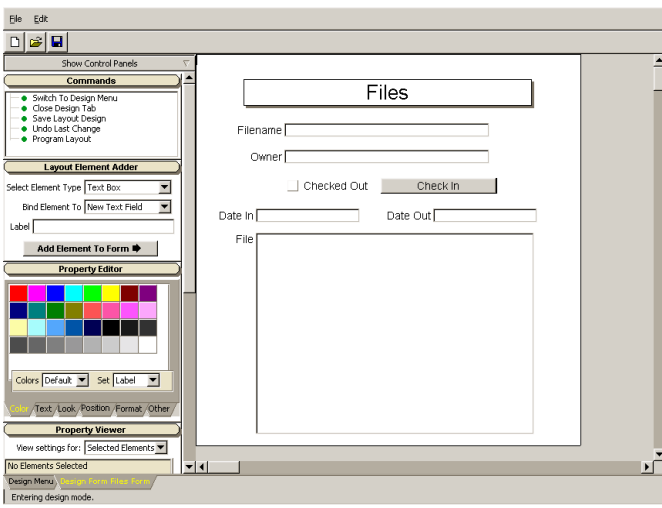 File Edit
Show Control Panels
Commands
Switch To Design Menu
Close Design Tab
Save Layout Design
Undo Last Change
Program Layout
Layout Element Adder
Select Element Type Text Box
Bind Element To New Text Field
Label
Add Element To Form
Property Editor
Colors Default Set Label
Color Text Look Position Format Other
Property Viewer
View settings for: Selected Elements
No Elements Selected
Files
Filename
Owner
Checked Out Check In
Date In Date Out
File
Design Menu Design Form Files Form
Entering design mode.